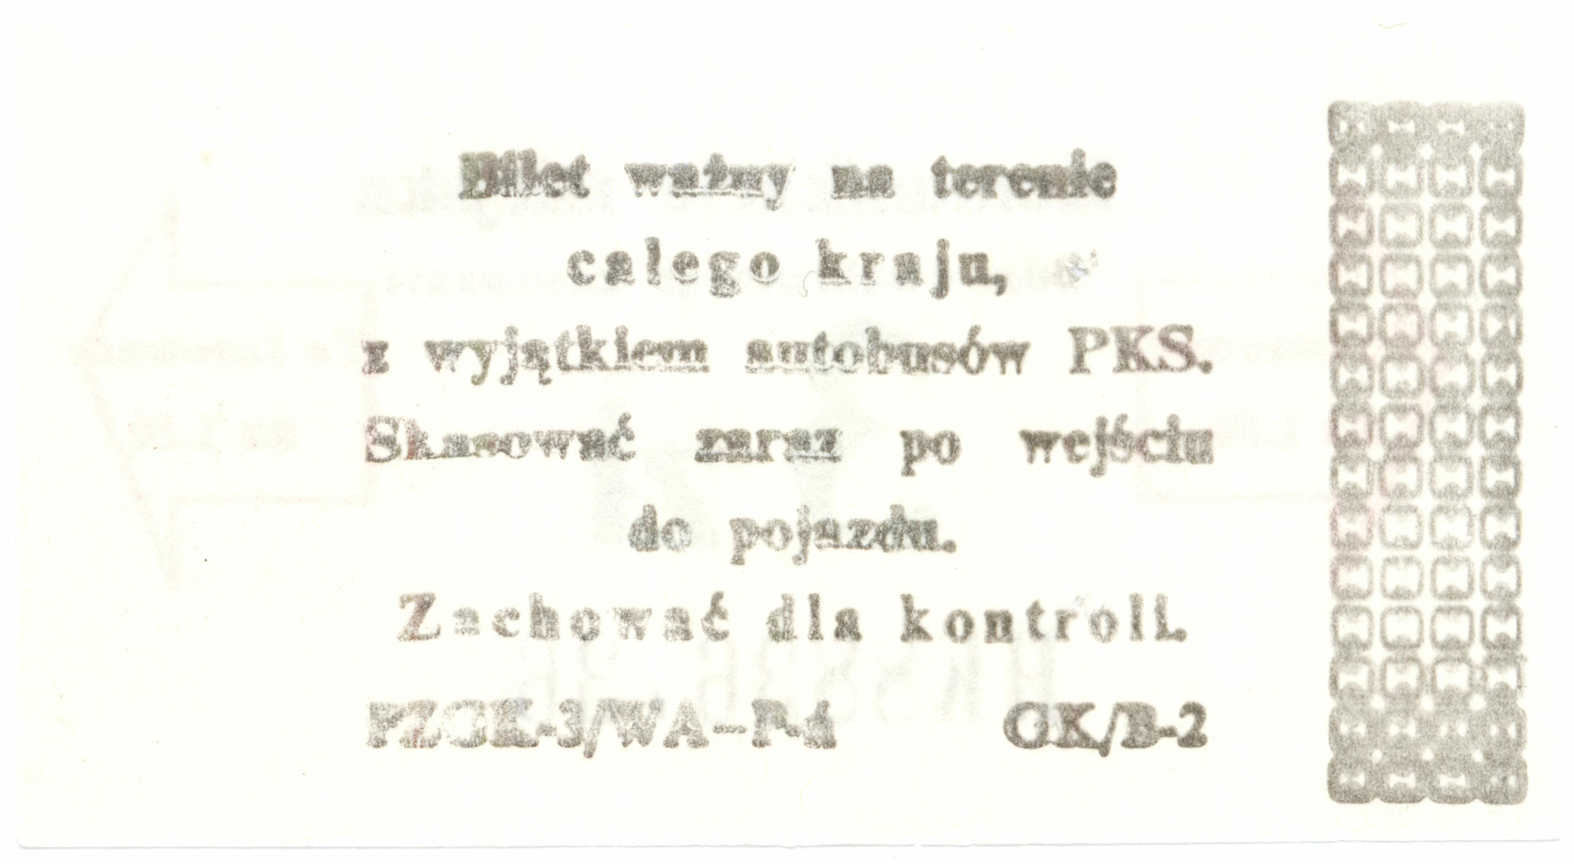 Bilet ważny na terenie
całego kraju,
z wyjątkiem autobusów PKS.
Skasować zaraz po wejściu
do pojazdu.
Zachować dla kontroli.
PZGK-3/WA–P-4 GK/B-2